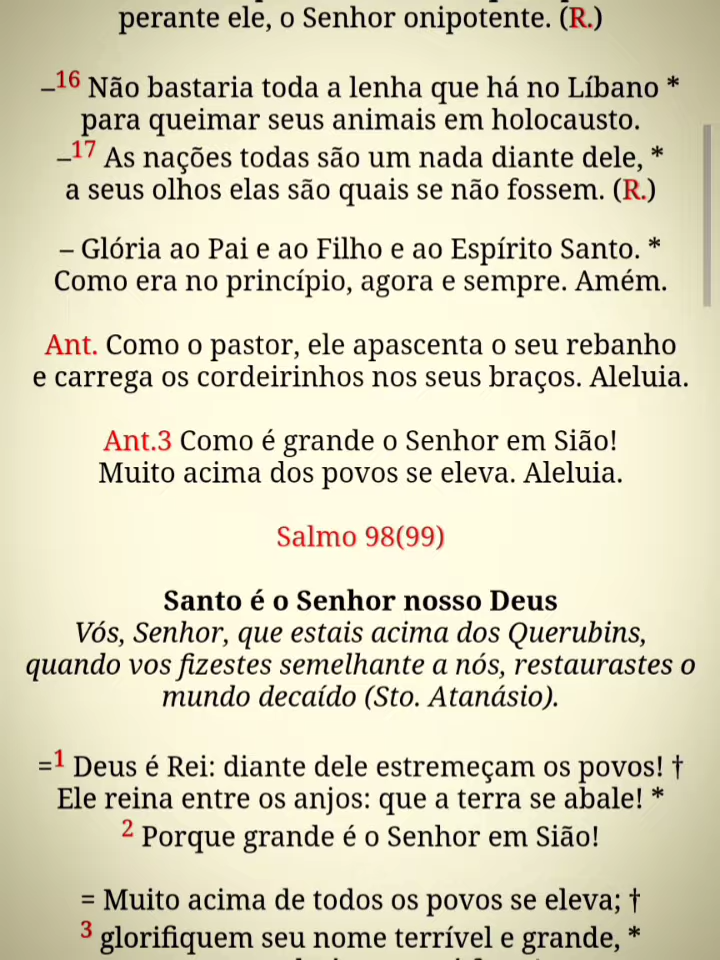 perante ele, o Senhor onipotente. (R.)
–16 Não bastaria toda a lenha que há no Líbano *
para queimar seus animais em holocausto.
–17 As nações todas são um nada diante dele, *
a seus olhos elas são quais se não fossem. (R.)
– Glória ao Pai e ao Filho e ao Espírito Santo. *
Como era no princípio, agora e sempre. Amém.
Ant. Como o pastor, ele apascenta o seu rebanho
e carrega os cordeirinhos nos seus braços. Aleluia.
Ant.3 Como é grande o Senhor em Sião!
Muito acima dos povos se eleva. Aleluia.
Salmo 98(99)
Santo é o Senhor nosso Deus
Vós, Senhor, que estais acima dos Querubins,
quando vos fizestes semelhante a nós, restaurastes o
mundo decaído (Sto. Atanásio).
=1 Deus é Rei: diante dele estremeçam os povos! †
Ele reina entre os anjos: que a terra se abale! *
2 Porque grande é o Senhor em Sião!
= Muito acima de todos os povos se eleva; †
3 glorifiquem seu nome terrível e grande, *